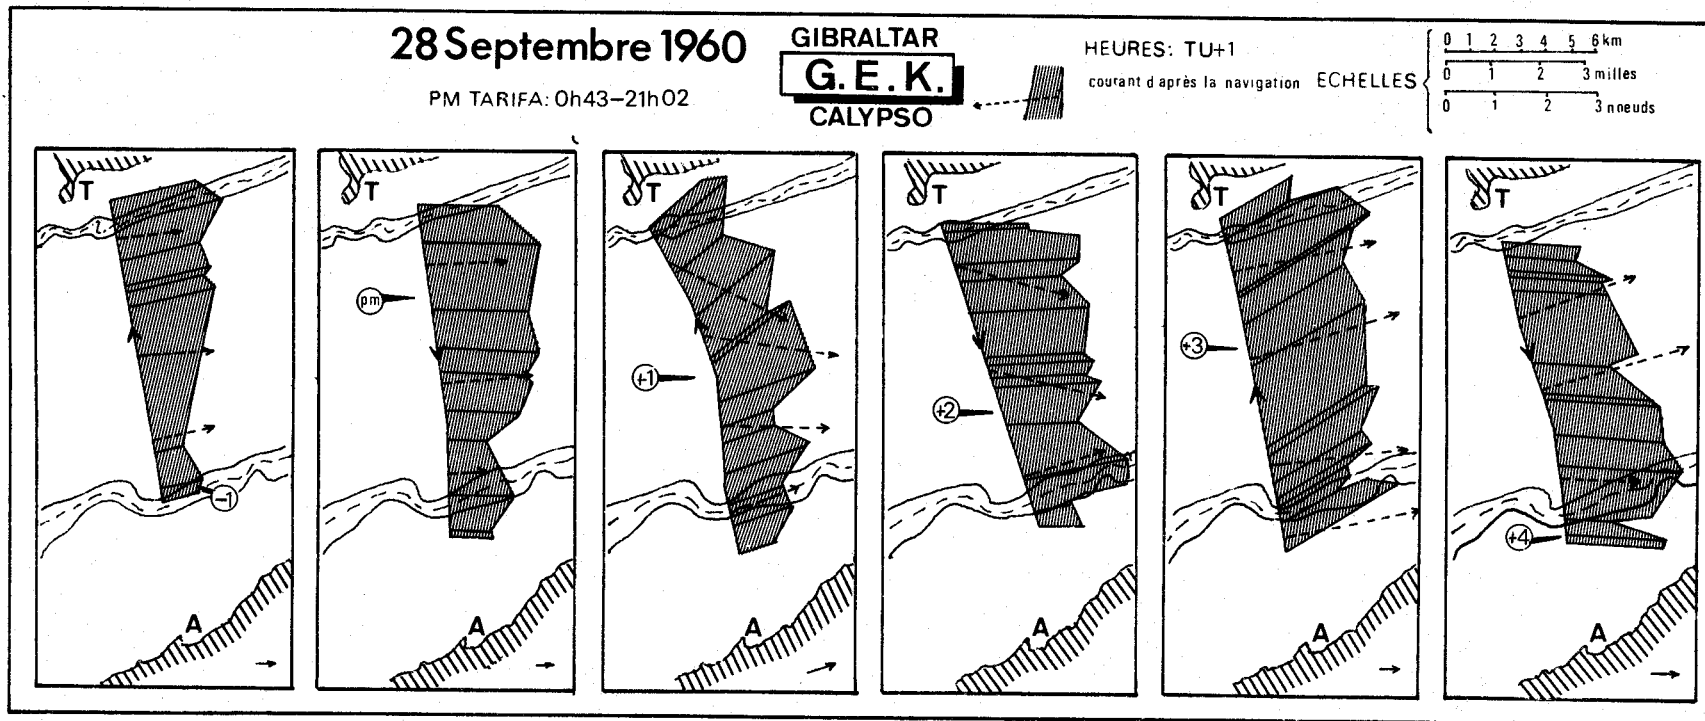 28 Septembre 1960
PM TARIFA: 0h43-21h02
GIBRALTAR
G.E.K.
CALYPSO
HEURES: TU+1
courant d après la navigation
ECHELLES
0 1 2 3 4 5 6 km
0 1 2 3 milles
0 1 2 3 noeuds
T
-1
A
T
pm
A
T
+1
A
T
+2
A
T
+3
A
T
+4
A